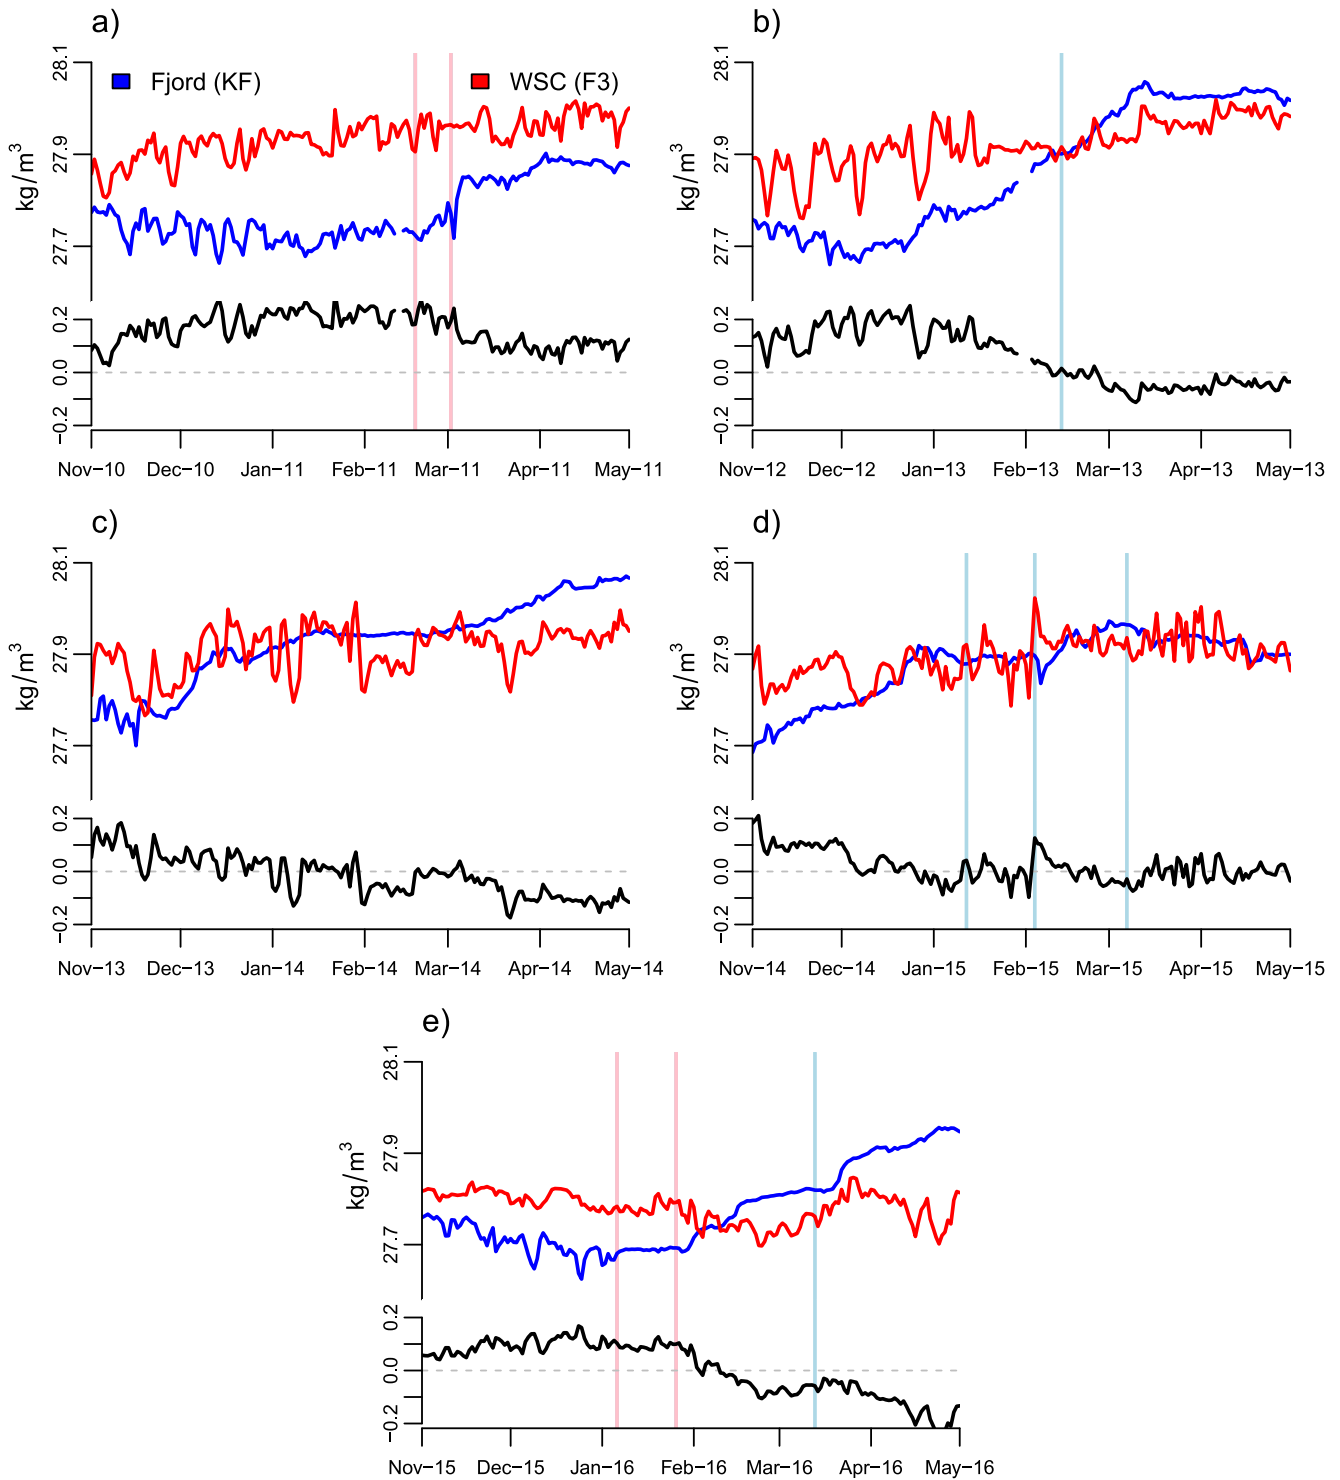 a)
28.1
27.9
27.7
kg/m³
Fjord (KF)
WSC (F3)
0.2
0.0
−0.2
Nov−10 Dec−10 Jan−11 Feb−11 Mar−11 Apr−11 May−11
b)
28.1
27.9
27.7
kg/m³
0.2
0.0
−0.2
Nov−12 Dec−12 Jan−13 Feb−13 Mar−13 Apr−13 May−13
c)
28.1
27.9
27.7
kg/m³
0.2
0.0
−0.2
Nov−13 Dec−13 Jan−14 Feb−14 Mar−14 Apr−14 May−14
d)
28.1
27.9
27.7
kg/m³
0.2
0.0
−0.2
Nov−14 Dec−14 Jan−15 Feb−15 Mar−15 Apr−15 May−15
e)
28.1
27.9
27.7
kg/m³
0.2
0.0
−0.2
Nov−15 Dec−15 Jan−16 Feb−16 Mar−16 Apr−16 May−16